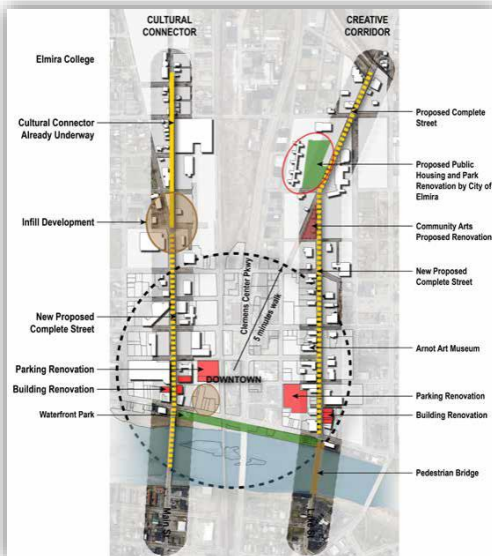 CULTURAL
CONNECTOR
CREATIVE
CORRIDOR
Elmira College
Cultural Connector
Already Underway
Infill Development
New Proposed
Complete Street
Parking Renovation
Building Renovation
Waterfront Park
Clemens Center Pkwy
5 minutes walk
DOWNTOWN
Proposed Complete
Street
Proposed Public
Housing and Park
Renovation by City of
Elmira
Community Arts
Proposed Renovation
New Proposed
Complete Street
Arnot Art Museum
Parking Renovation
Building Renovation
Pedestrian Bridge
Main St.